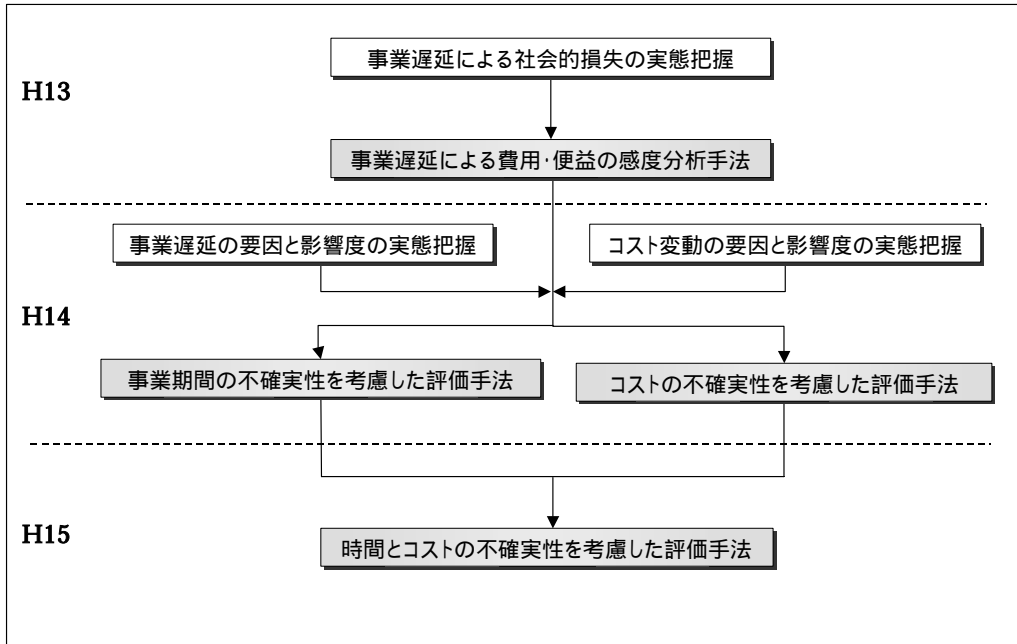 事業遅延による社会的損失の実態把握
H13
事業遅延による費用・便益の感度分析手法
事業遅延の要因と影響度の実態把握
コスト変動の要因と影響度の実態把握
H14
事業期間の不確実性を考慮した評価手法
コストの不確実性を考慮した評価手法
H15
時間とコストの不確実性を考慮した評価手法